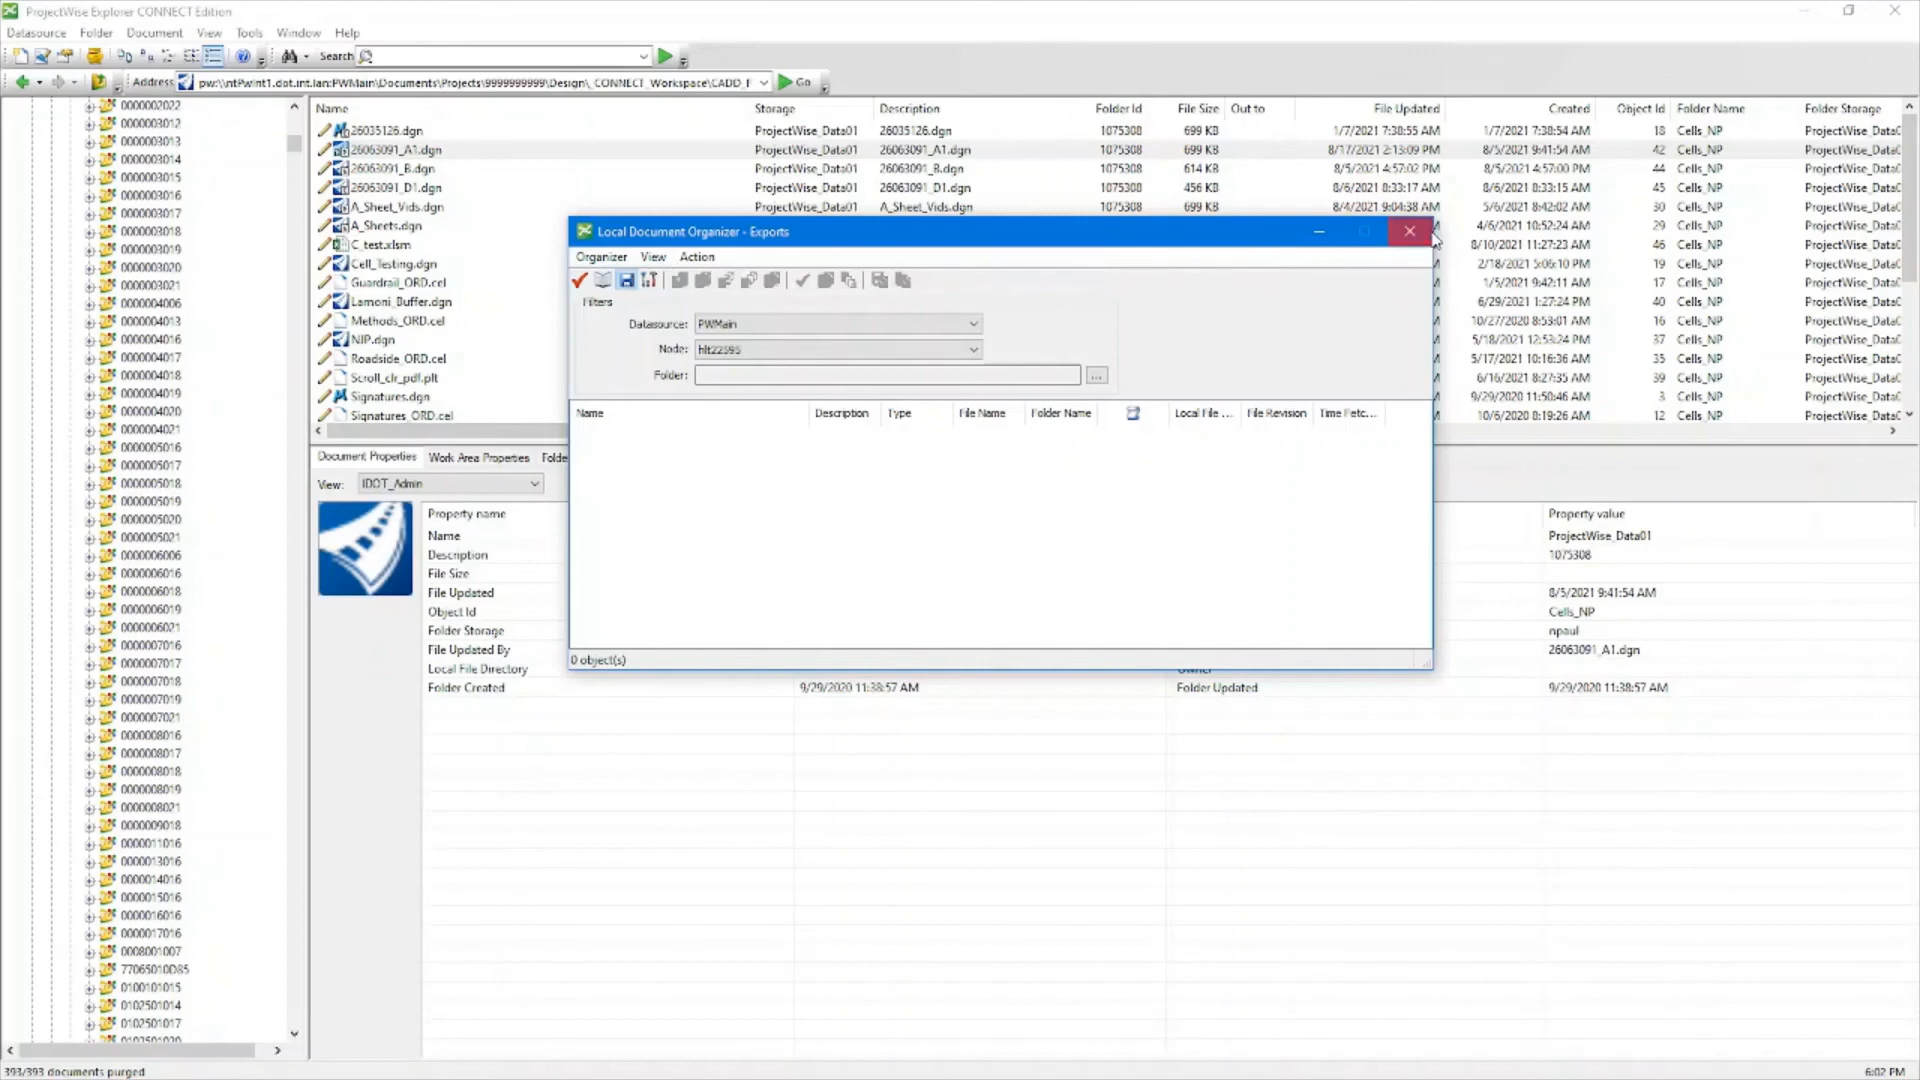 ProjectWise Explorer CONNECT Edition
Datasource Folder Document View Tools Window Help
Search
Address pw:\\ntPwint1.dot.int.lan:PWMain\Documents\Projects\9999999999\Design\_CONNECT_Workspace\CADD_F Go
0000002022
0000003012
0000003013
0000003014
0000003015
0000003016
0000003017
0000003018
0000003019
0000003020
0000003021
0000004006
0000004013
0000004016
0000004017
0000004018
0000004019
0000004020
0000004021
0000005016
0000005017
0000005018
0000005019
0000005020
0000005021
0000006006
0000006016
0000006018
0000006019
0000006021
0000007016
0000007017
0000007018
0000007019
0000007021
0000008016
0000008017
0000008018
0000008019
0000008021
0000009018
0000011016
0000013016
0000014016
0000015016
0000016016
0000017016
0008001007
77065010D85
0100101015
0102501014
0102501017
0102501020
Name Storage Description Folder Id File Size Out to File Updated Created Object Id Folder Name Folder Storage
26035126.dgn ProjectWise_Data01 26035126.dgn 1075308 699 KB 1/7/2021 7:38:55 AM 1/7/2021 7:38:54 AM 18 Cells_NP ProjectWise_Data0
26063091_A1.dgn ProjectWise_Data01 26063091_A1.dgn 1075308 699 KB 8/17/2021 2:13:09 PM 8/5/2021 9:41:54 AM 42 Cells_NP ProjectWise_Data0
26063091_B.dgn ProjectWise_Data01 26063091_B.dgn 1075308 614 KB 8/5/2021 4:57:02 PM 8/5/2021 4:57:00 PM 44 Cells_NP ProjectWise_Data0
26063091_D1.dgn ProjectWise_Data01 26063091_D1.dgn 1075308 456 KB 8/6/2021 8:33:17 AM 8/6/2021 8:33:15 AM 45 Cells_NP ProjectWise_Data0
A_Sheet_Vids.dgn ProjectWise_Data01 A_Sheet_Vids.dgn 1075308 699 KB 8/4/2021 9:04:38 AM 5/6/2021 8:42:02 AM 30 Cells_NP ProjectWise_Data0
A_Sheets.dgn 4/6/2021 10:52:24 AM 29 Cells_NP ProjectWise_Data0
C_test.xlsm 8/10/2021 11:27:23 AM 46 Cells_NP ProjectWise_Data0
Cell_Testing.dgn 2/18/2021 5:06:10 PM 19 Cells_NP ProjectWise_Data0
Guardrail_ORD.cel 1/5/2021 9:42:11 AM 17 Cells_NP ProjectWise_Data0
Lamoni_Buffer.dgn 6/29/2021 1:27:24 PM 40 Cells_NP ProjectWise_Data0
Methods_ORD.cel 10/27/2020 8:53:01 AM 16 Cells_NP ProjectWise_Data0
NJP.dgn 5/18/2021 12:53:24 PM 37 Cells_NP ProjectWise_Data0
Roadside_ORD.cel 5/17/2021 10:16:36 AM 35 Cells_NP ProjectWise_Data0
Scroll_clr_pdf.plt 6/16/2021 8:27:35 AM 39 Cells_NP ProjectWise_Data0
Signatures.dgn 9/29/2020 11:50:46 AM 3 Cells_NP ProjectWise_Data0
Signatures_ORD.cel 10/6/2020 8:19:26 AM 12 Cells_NP ProjectWise_Data0
Local Document Organizer - Exports
Organizer View Action
Filters
Datasource: PWMain
Node: hlt22595
Folder: ...
Name Description Type File Name Folder Name Local File ... File Revision Time Fetc...
0 object(s)
Document Properties Work Area Properties Folde
View: IDOT_Admin
Property name Property value
Name ProjectWise_Data01
Description 1075308
File Size
File Updated 8/5/2021 9:41:54 AM
Object Id Cells_NP
Folder Storage npaul
File Updated By 26063091_A1.dgn
Local File Directory Owner
Folder Created 9/29/2020 11:38:57 AM Folder Updated 9/29/2020 11:38:57 AM
393/393 documents purged 6:02 PM